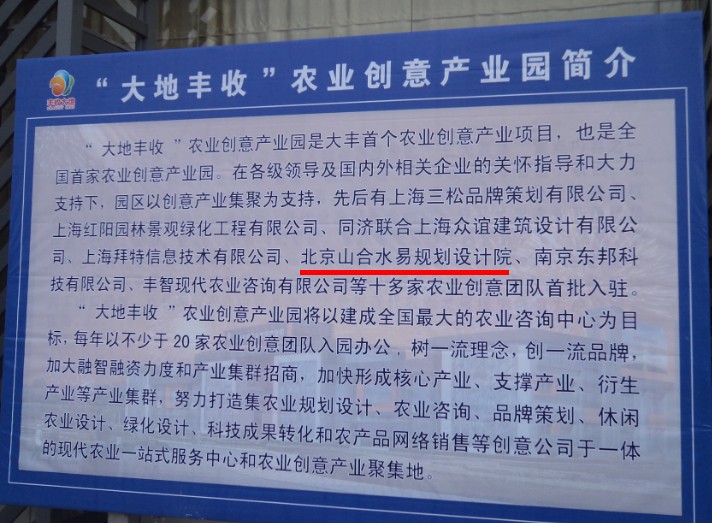 “大地丰收”农业创意产业园简介
“大地丰收 ”农业创意产业园是大丰首个农业创意产业项目，也是全
国首家农业创意产业园。在各级领导及国内外相关企业的关怀指导和大力
支持下，园区以创意产业集聚为支持，先后有上海三松品牌策划有限公司、
上海红阳园林景观绿化工程有限公司、同济联合上海众谊建筑设计有限公
司、上海拜特信息技术有限公司、北京山合水易规划设计院、南京东邦科
技有限公司、丰智现代农业咨询有限公司等十多家农业创意团队首批入驻。
“大地丰收 ”农业创意产业园将以建成全国最大的农业咨询中心为目
标，每年以不少于 20 家农业创意团队入园办公，树一流理念，创一流品牌，
加大融智融资力度和产业集群招商，加快形成核心产业、支撑产业、衍生
产业等产业集群，努力打造集农业规划设计、农业咨询、品牌策划、休闲
农业设计、绿化设计、科技成果转化和农产品网络销售等创意公司于一体
的现代农业一站式服务中心和农业创意产业聚集地。